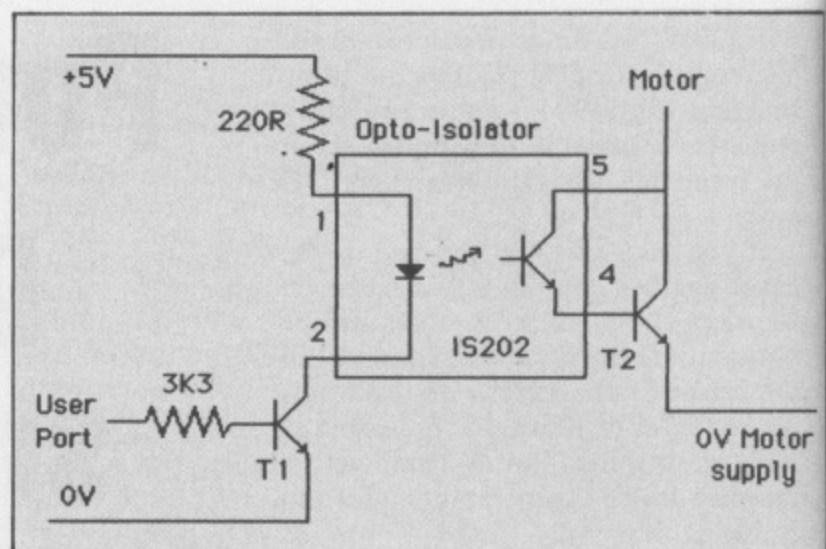 +5V
Motor
220R
Opto-Isolator
5
1
4
2
IS202
T2
3K3
User
Port
T1
0V Motor
supply
0V